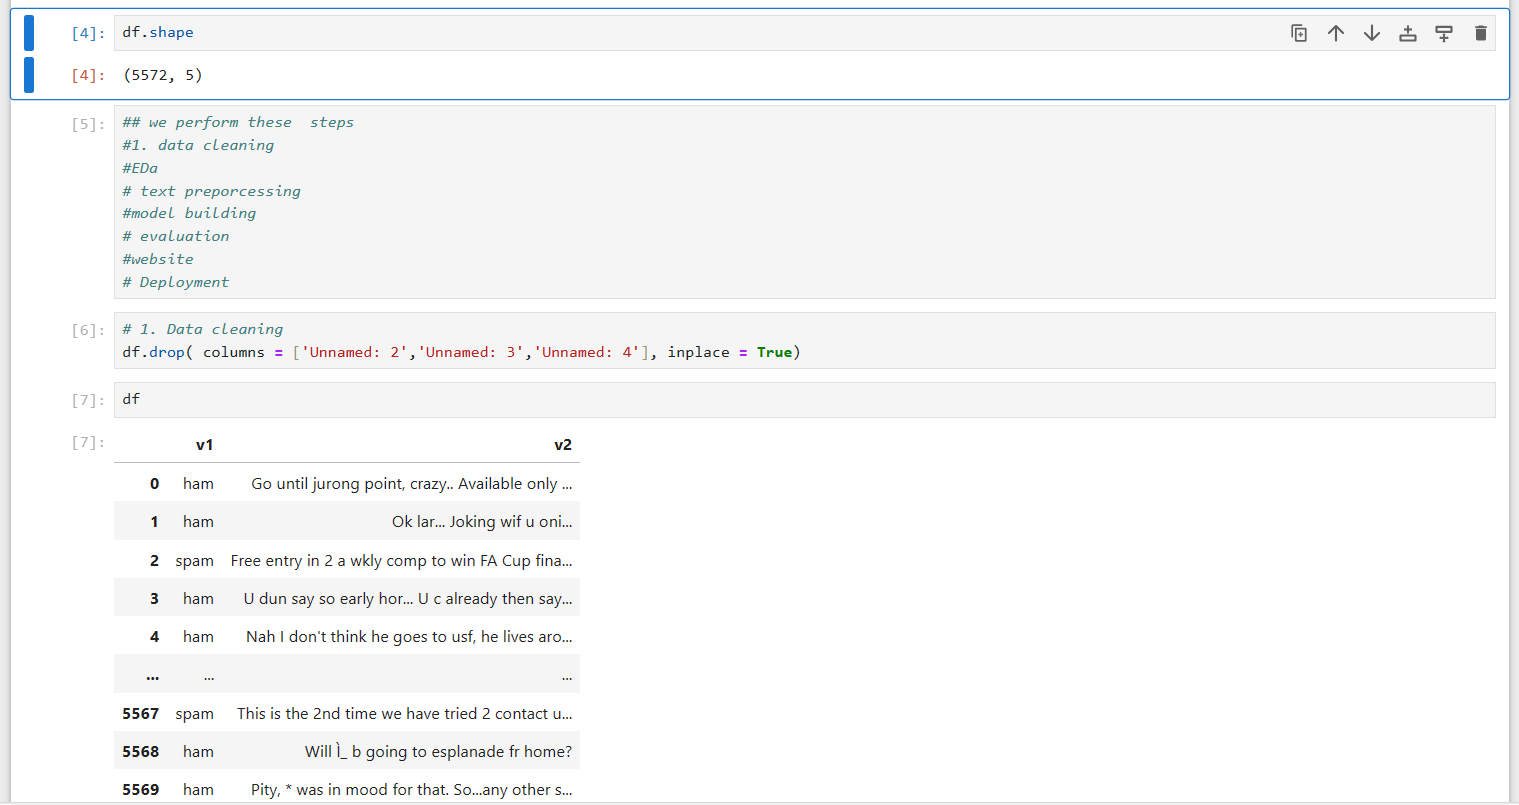 [4]: df.shape
[4]: (5572, 5)
[5]: ## we perform these  steps
#1. data cleaning
#EDa
# text preporcessing
#model building
# evaluation
#website
# Deployment
[6]: # 1. Data cleaning
df.drop( columns = ['Unnamed: 2','Unnamed: 3','Unnamed: 4'], inplace = True)
[7]: df
[7]: v1 v2
0 ham Go until jurong point, crazy.. Available only ...
1 ham Ok lar... Joking wif u oni...
2 spam Free entry in 2 a wkly comp to win FA Cup fina...
3 ham U dun say so early hor... U c already then say...
4 ham Nah I don't think he goes to usf, he lives aro...
... ... ...
5567 spam This is the 2nd time we have tried 2 contact u...
5568 ham Will Ì_ b going to esplanade fr home?
5569 ham Pity, * was in mood for that. So...any other s...